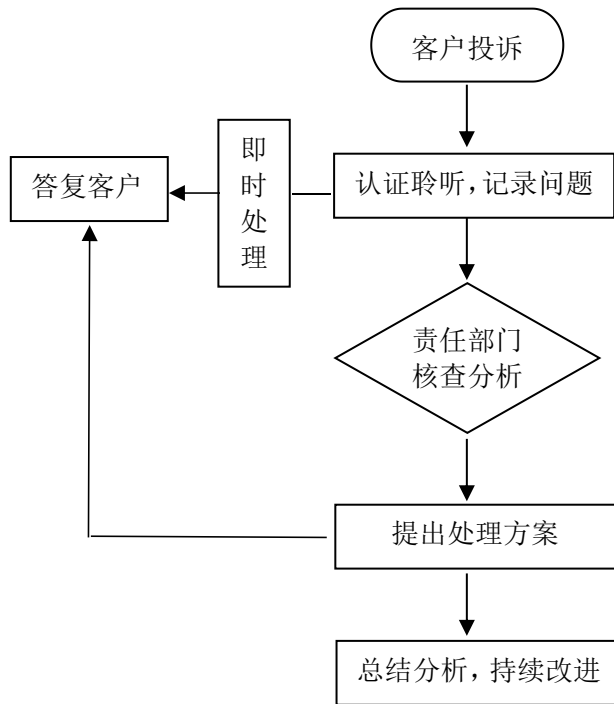 客户投诉
即
时
处
理
答复客户
认证聆听，记录问题
责任部门
核查分析
提出处理方案
总结分析，持续改进